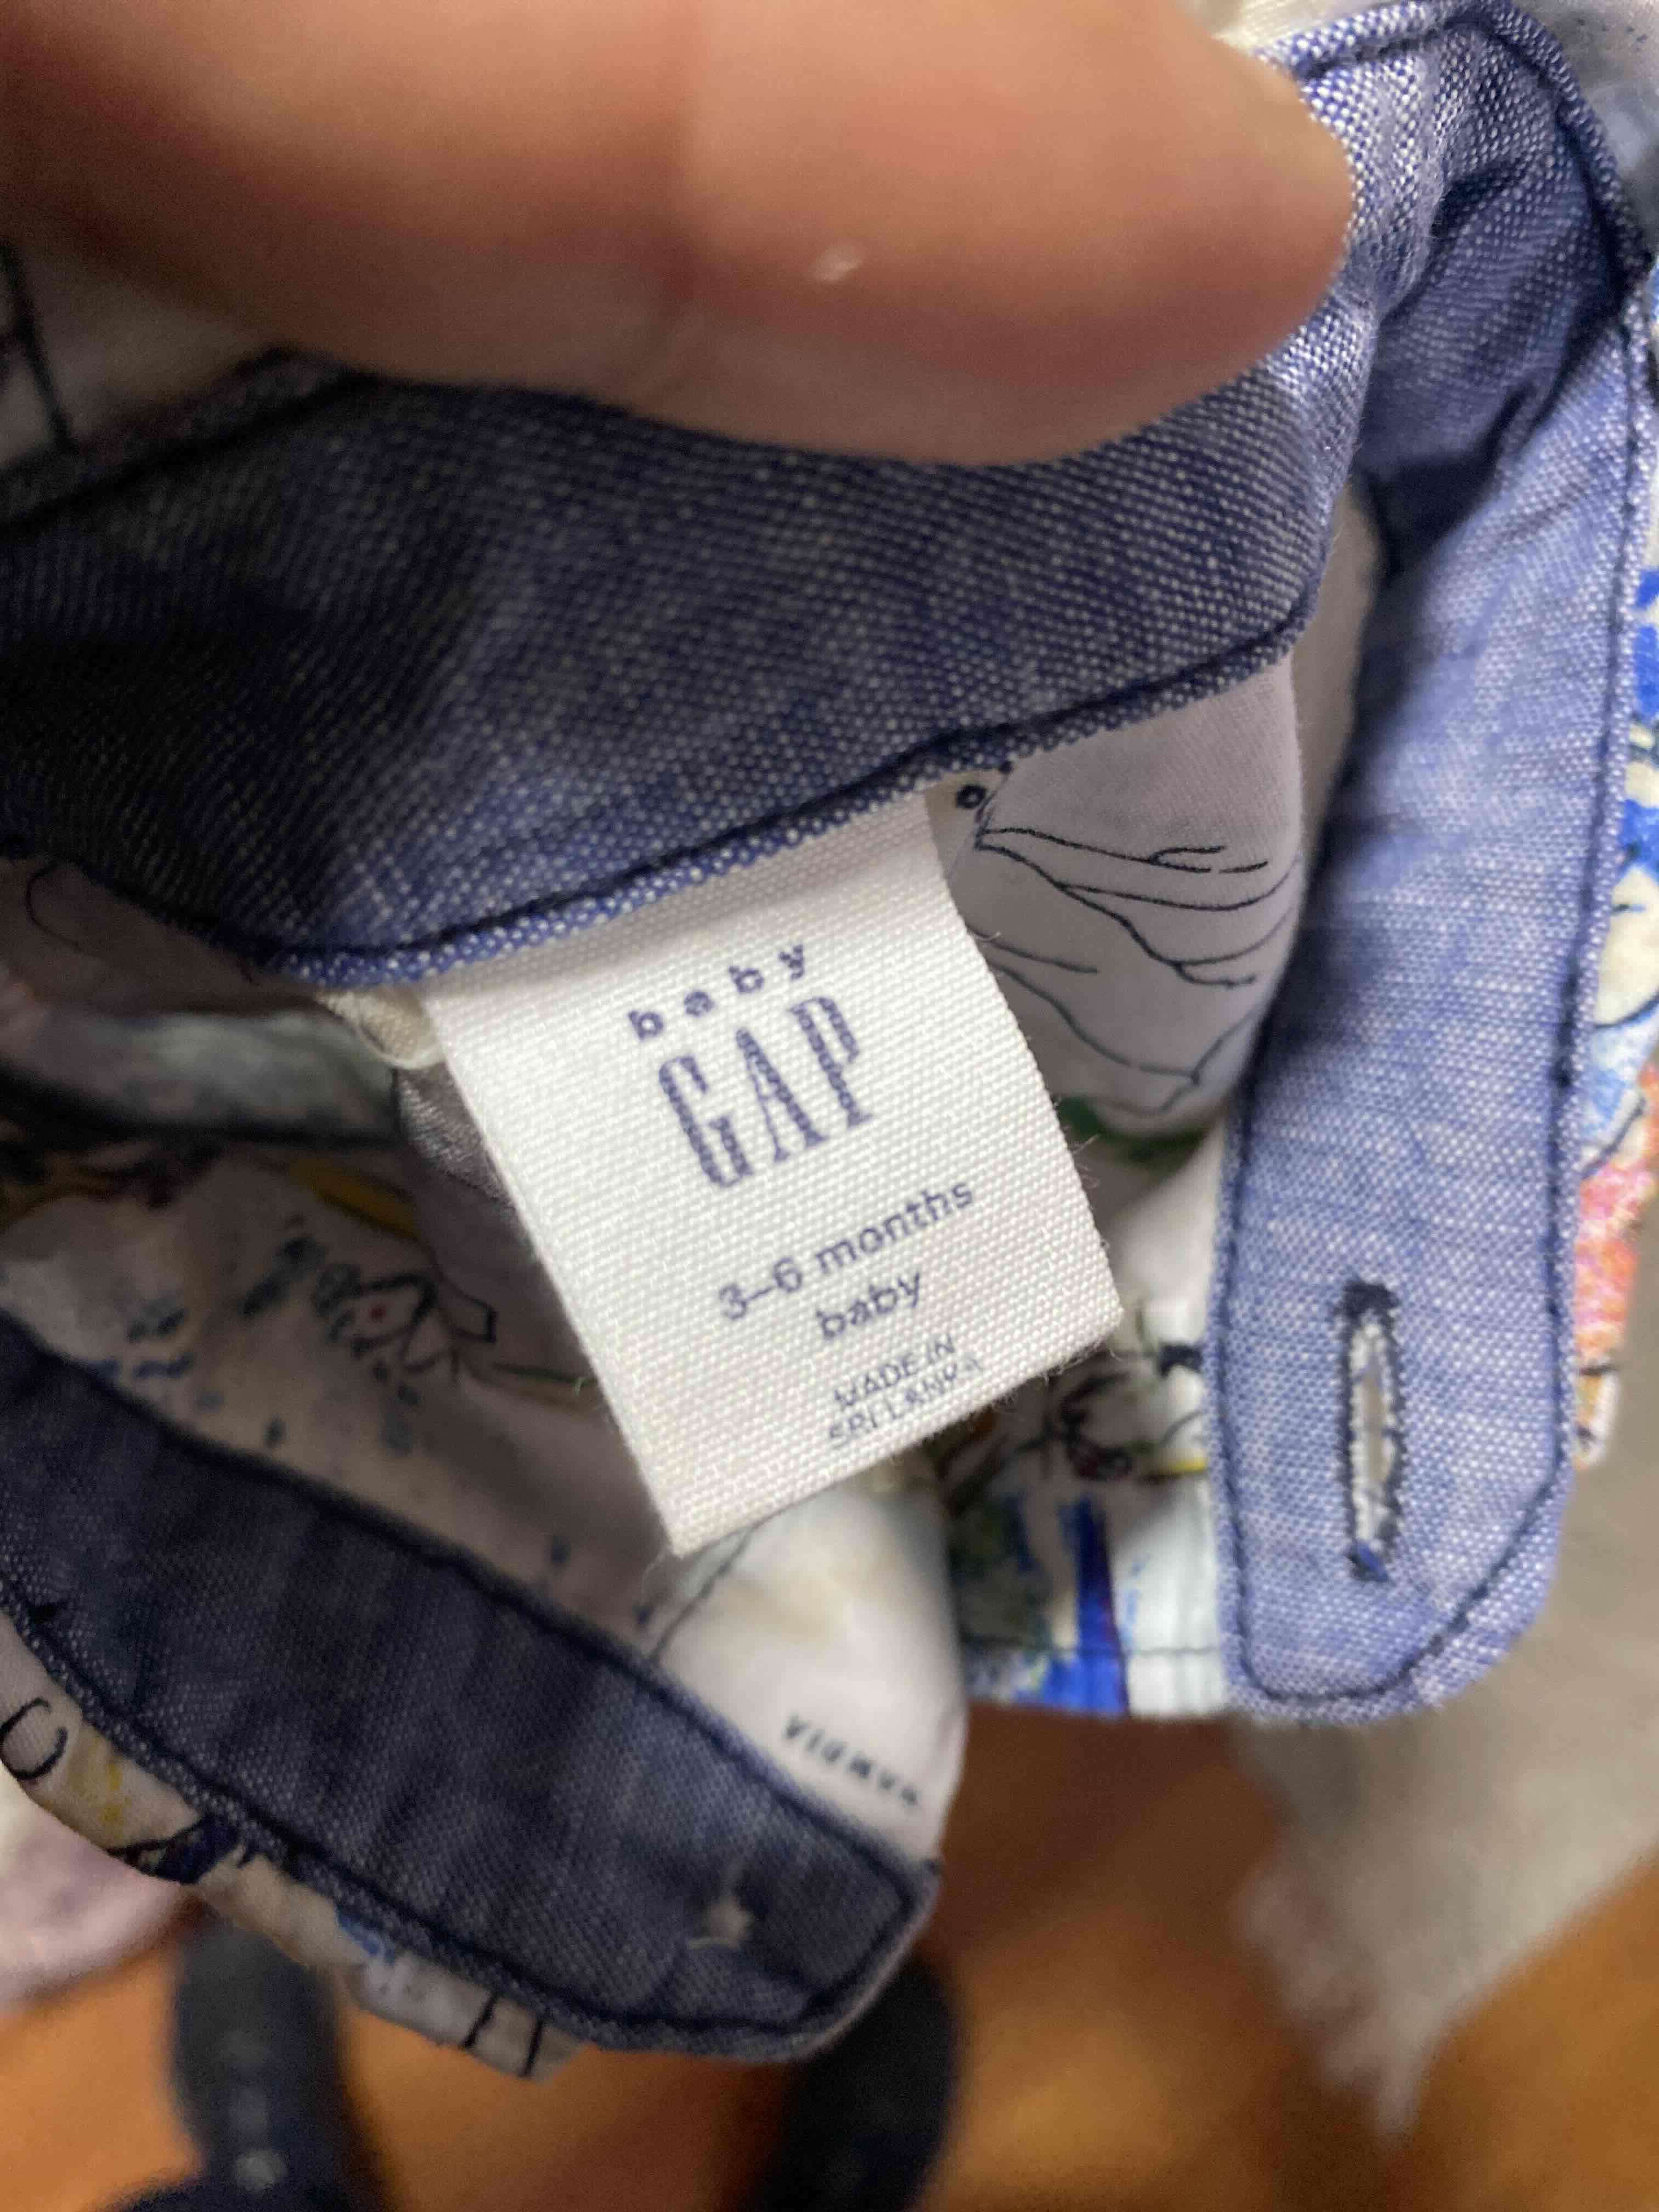 baby
GAP
3–6 months
baby
MADE IN
SRI LANKA